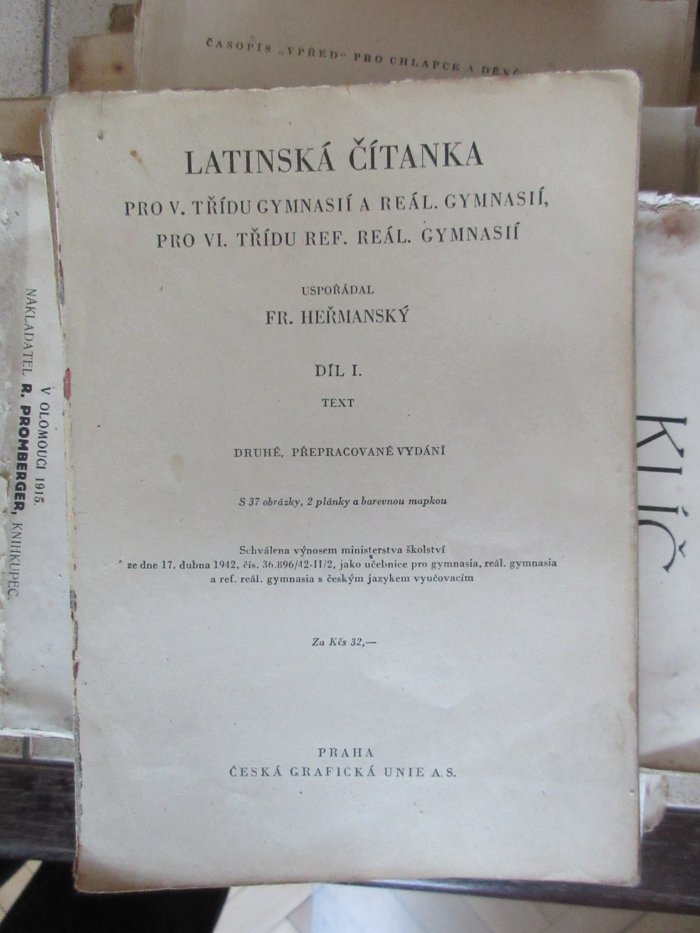 ČASOPIS „VPŘED" PRO CHLAPCE A
LATINSKÁ ČÍTANKA
PRO V. TŘÍDU GYMNASIÍ A REÁL. GYMNASIÍ,
PRO VI. TŘÍDU REF. REÁL. GYMNASIÍ
USPOŘÁDAL
FR. HEŘMANSKÝ
DÍL I.
TEXT
DRUHÉ, PŘEPRACOVANÉ VYDÁNÍ
S 37 obrázky, 2 plánky a barevnou mapkou
Schválena výnosem ministerstva školství
ze dne 17. dubna 1942, čís. 36.896/42-II/2, jako učebnice pro gymnasia, reál. gymnasia
a ref. reál. gymnasia s českým jazykem vyučovacím
Za Kčs 32,—
PRAHA
ČESKÁ GRAFICKÁ UNIE A. S.
V OLOMOUCI 1915.
NAKLADATEL R. PROMBERGER, KNIHKUPEC.
KLÍČ